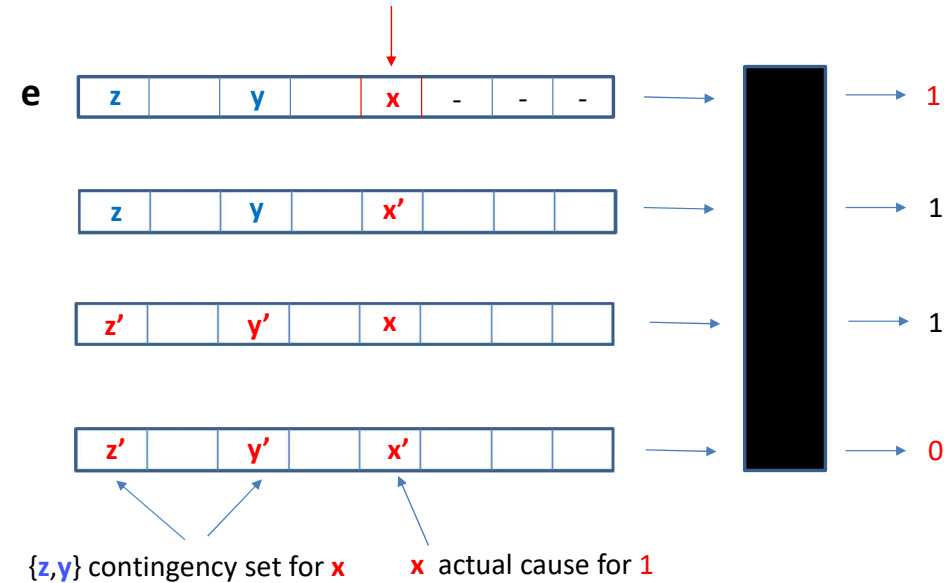 e z y x - - - 1
z y x’ 1
z’ y’ x 1
z’ y’ x’ 0
{z,y} contingency set for x x actual cause for 1